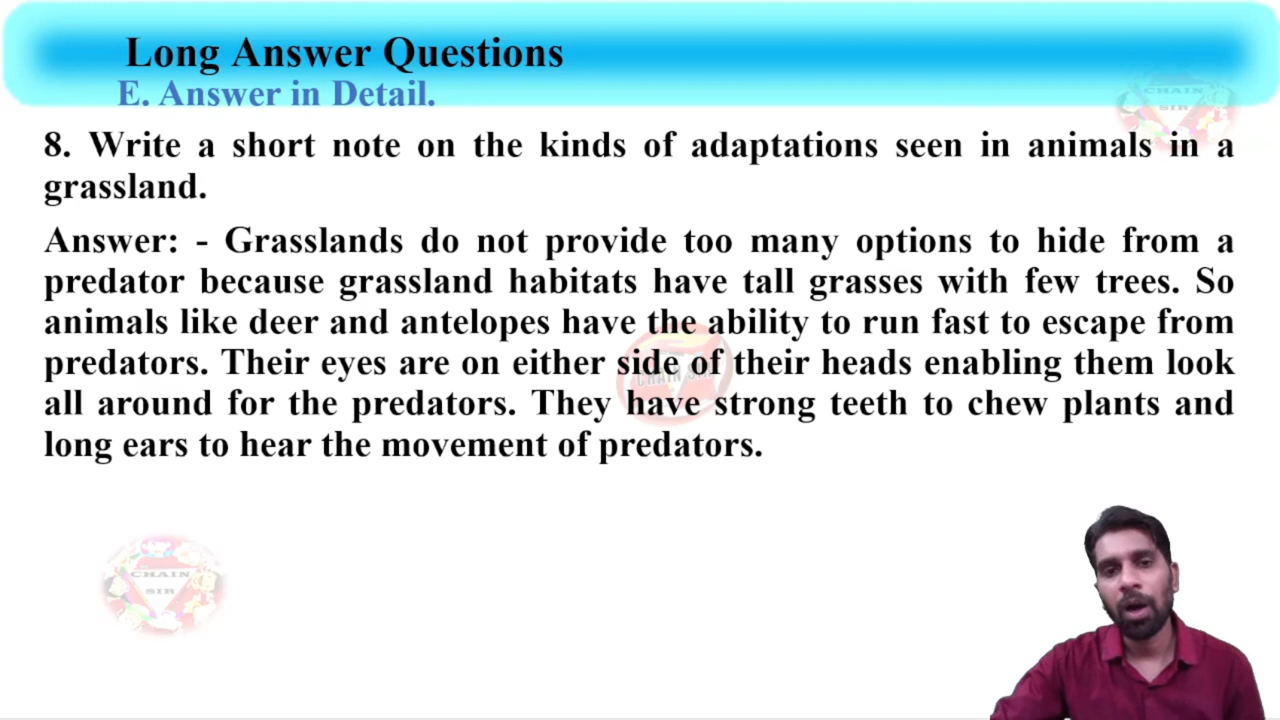 Long Answer Questions
E. Answer in Detail.
CHAIN
SIR
8. Write a short note on the kinds of adaptations seen in animals in a
grassland.
Answer: - Grasslands do not provide too many options to hide from a
predator because grassland habitats have tall grasses with few trees. So
animals like deer and antelopes have the ability to run fast to escape from
predators. Their eyes are on either side of their heads enabling them look
all around for the predators. They have strong teeth to chew plants and
long ears to hear the movement of predators.
CHAIN
SIR